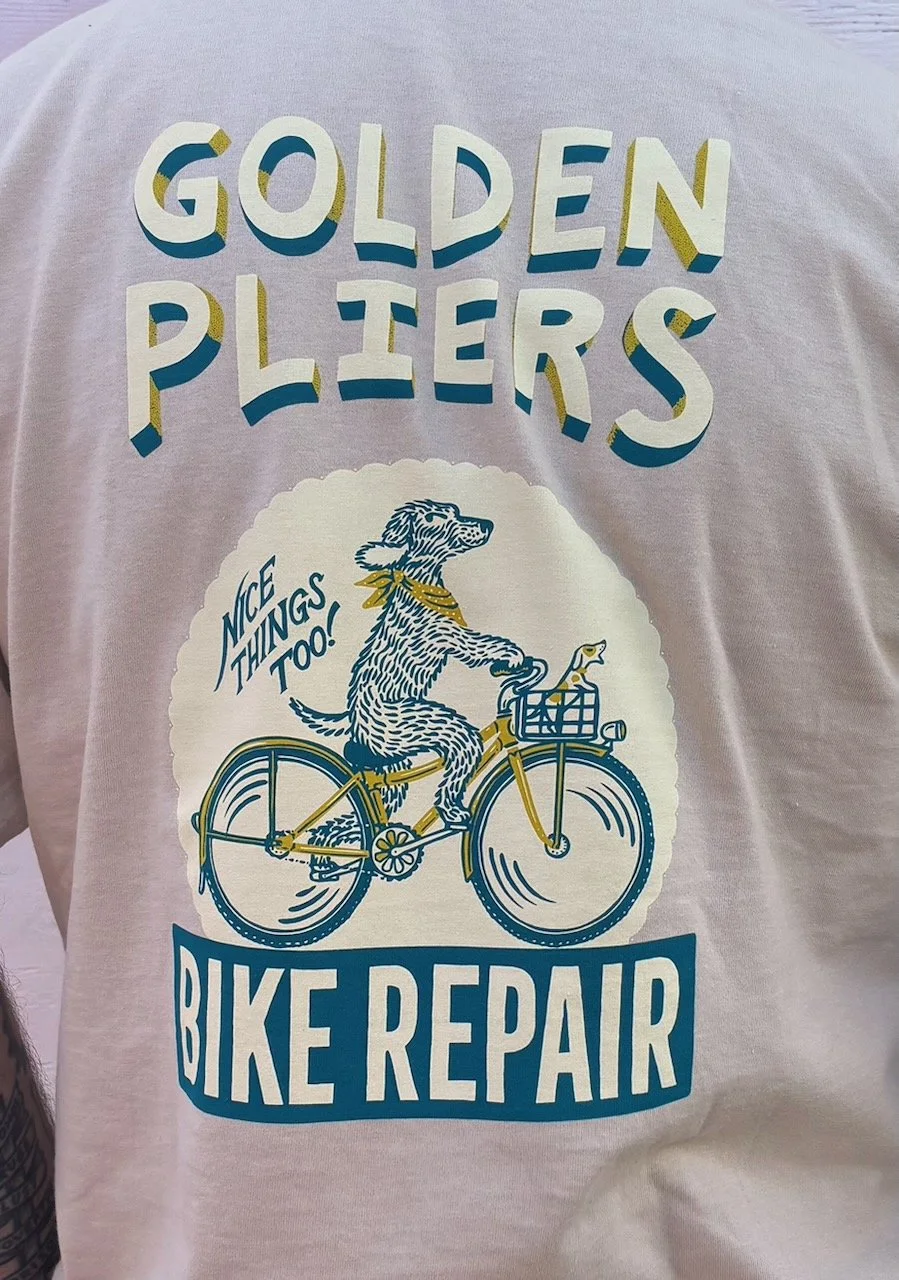 GOLDEN
PLIERS
NICE
THINGS
TOO!
BIKE REPAIR